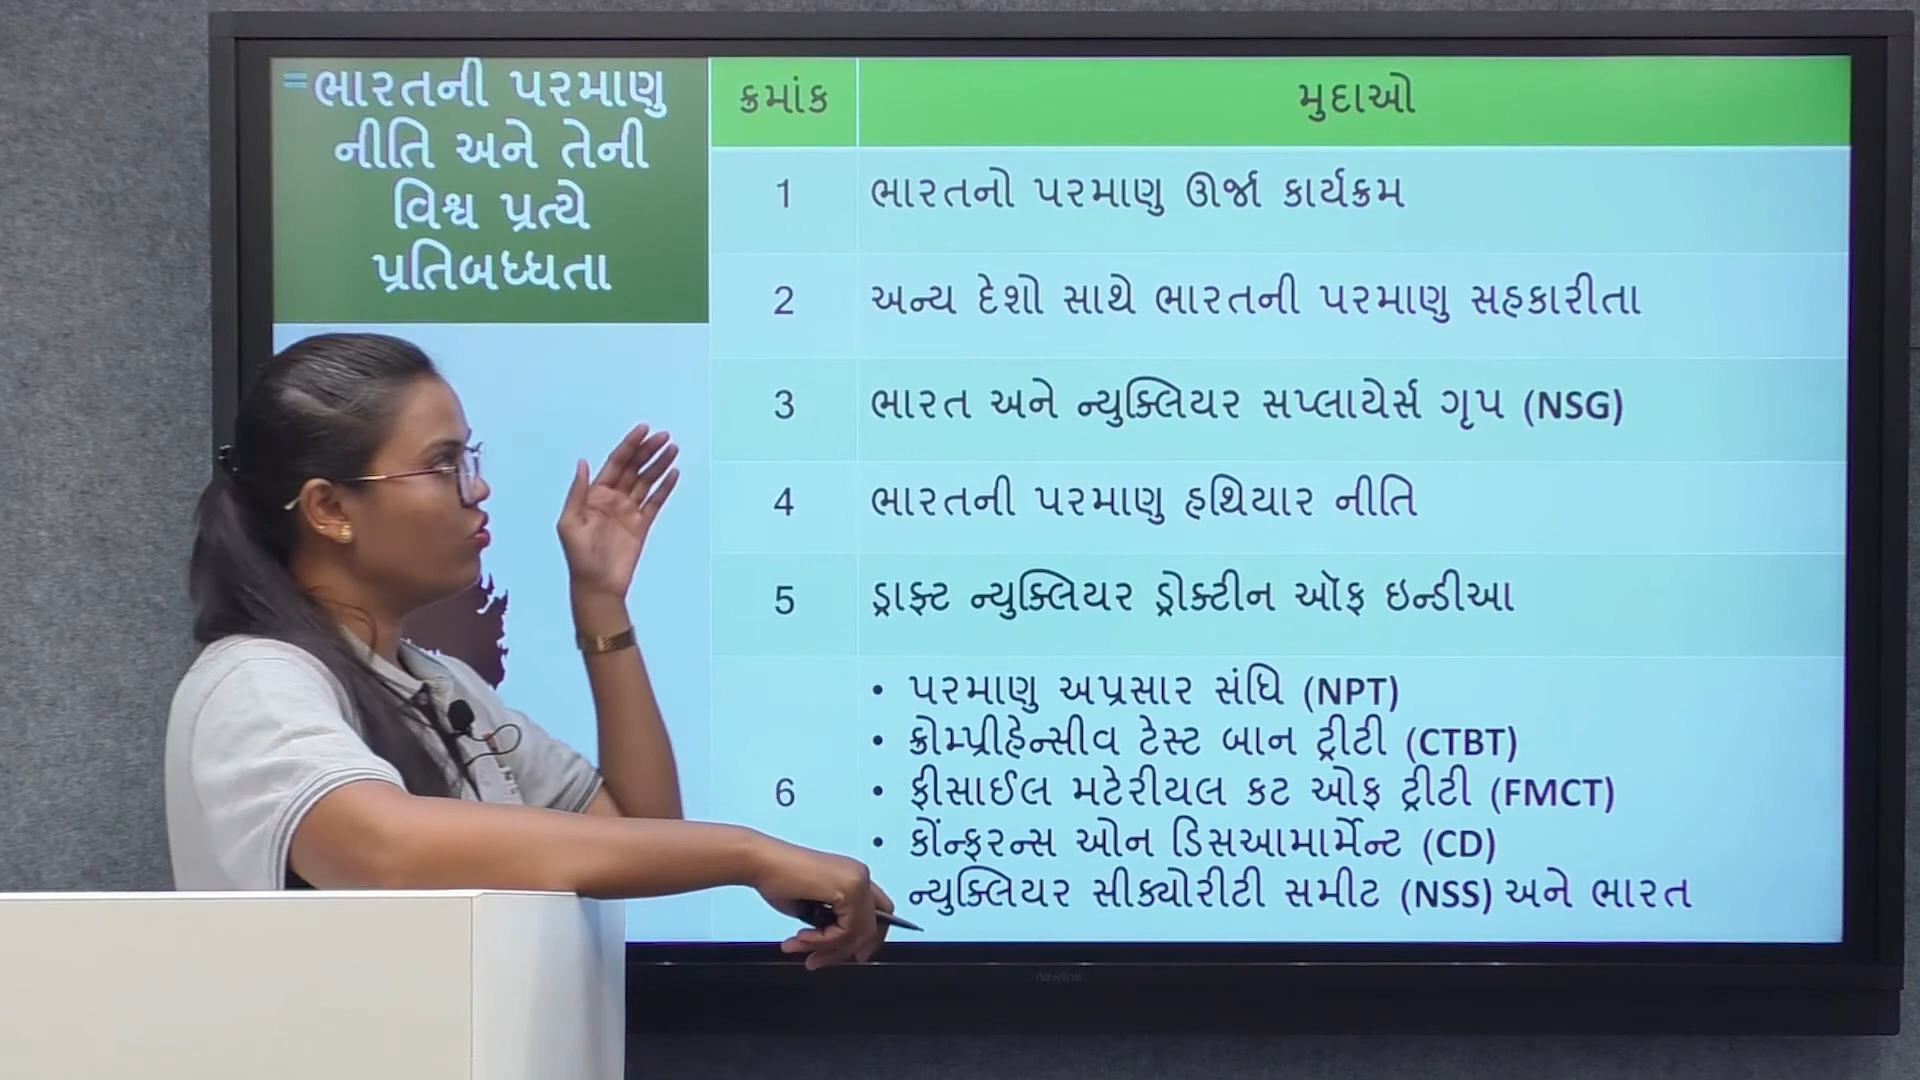 =ભારતની પરમાણુ
નીતિ અને તેની
વિશ્વ પ્રત્યે
પ્રતિબધ્ધતા
ક્રમાંક મુદાઓ
1 ભારતનો પરમાણુ ઊર્જા કાર્યક્રમ
2 અન્ય દેશો સાથે ભારતની પરમાણુ સહકારીતા
3 ભારત અને ન્યુક્લિયર સપ્લાયેર્સ ગૃપ (NSG)
4 ભારતની પરમાણુ હથિયાર નીતિ
5 ડ્રાફ્ટ ન્યુક્લિયર ડ્રોક્ટીન ઑફ ઇન્ડીઆ
6
• પરમાણુ અપ્રસાર સંધિ (NPT)
• ક્રોમ્પ્રીહેન્સીવ ટેસ્ટ બાન ટ્રીટી (CTBT)
• ફીસાઈલ મટેરીયલ કટ ઓફ ટ્રીટી (FMCT)
• કોંન્ફરન્સ ઓન ડિસઆમાર્મેન્ટ (CD)
ન્યુક્લિયર સીક્યોરીટી સમીટ (NSS) અને ભારત
newline